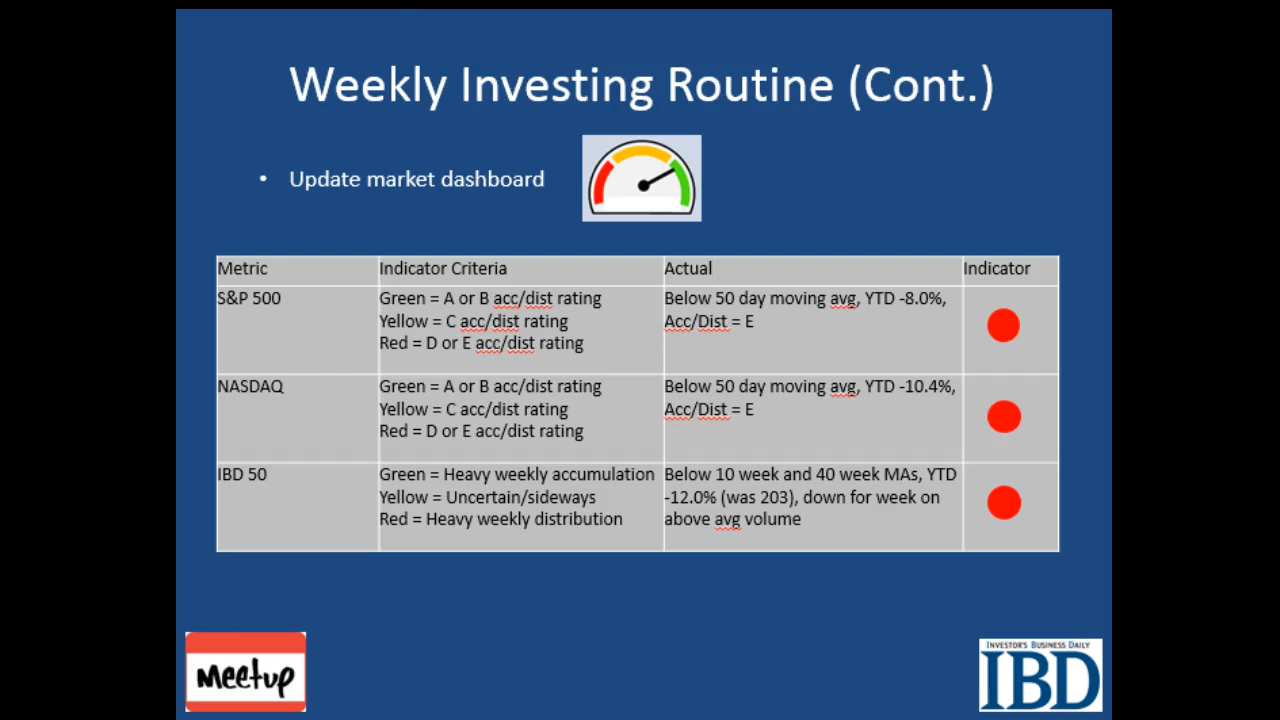 Weekly Investing Routine (Cont.)
• Update market dashboard
Metric
Indicator Criteria
Actual
Indicator
S&P 500
Green = A or B acc/dist rating
Yellow = C acc/dist rating
Red = D or E acc/dist rating
Below 50 day moving avg, YTD -8.0%,
Acc/Dist = E
NASDAQ
Green = A or B acc/dist rating
Yellow = C acc/dist rating
Red = D or E acc/dist rating
Below 50 day moving avg, YTD -10.4%,
Acc/Dist = E
IBD 50
Green = Heavy weekly accumulation
Yellow = Uncertain/sideways
Red = Heavy weekly distribution
Below 10 week and 40 week MAs, YTD
-12.0% (was 203), down for week on
above avg volume
Meetup
INVESTOR'S BUSINESS DAILY
IBD